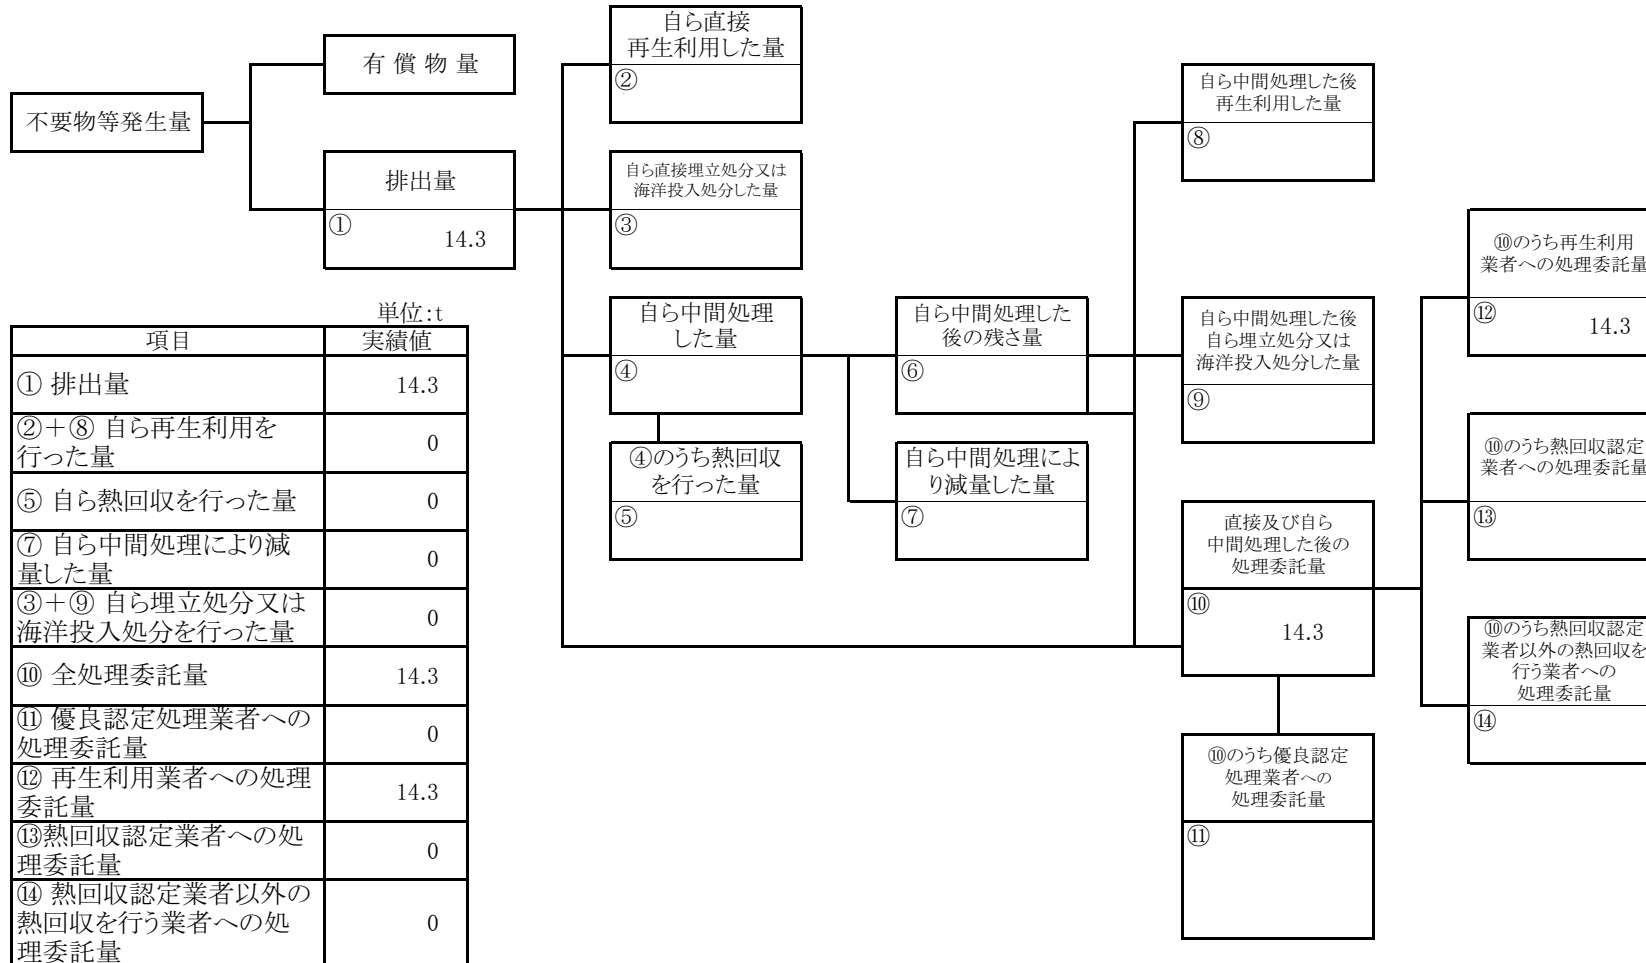 不要物等発生量
有 償 物 量
排出量
①
14.3
自ら直接
再生利用した量
②
自ら直接埋立処分又は
海洋投入処分した量
③
自ら中間処理
した量
④
④のうち熱回収
を行った量
⑤
自ら中間処理した
後の残さ量
⑥
自ら中間処理によ
り減量した量
⑦
自ら中間処理した後
再生利用した量
⑧
自ら中間処理した後
自ら埋立処分又は
海洋投入処分した量
⑨
直接及び自ら
中間処理した後の
処理委託量
⑩
14.3
⑩のうち優良認定
処理業者への
処理委託量
⑪
⑩のうち再生利用
業者への処理委託量
⑫
14.3
⑩のうち熱回収認定
業者への処理委託量
⑬
⑩のうち熱回収認定
業者以外の熱回収を
行う業者への
処理委託量
⑭
単位:t
項目 実績値
① 排出量 14.3
②＋⑧ 自ら再生利用を
行った量 0
⑤ 自ら熱回収を行った量 0
⑦ 自ら中間処理により減
量した量 0
③＋⑨ 自ら埋立処分又は
海洋投入処分を行った量 0
⑩ 全処理委託量 14.3
⑪ 優良認定処理業者への
処理委託量 0
⑫ 再生利用業者への処理
委託量 14.3
⑬熱回収認定業者への処
理委託量 0
⑭ 熱回収認定業者以外の
熱回収を行う業者への処
理委託量 0